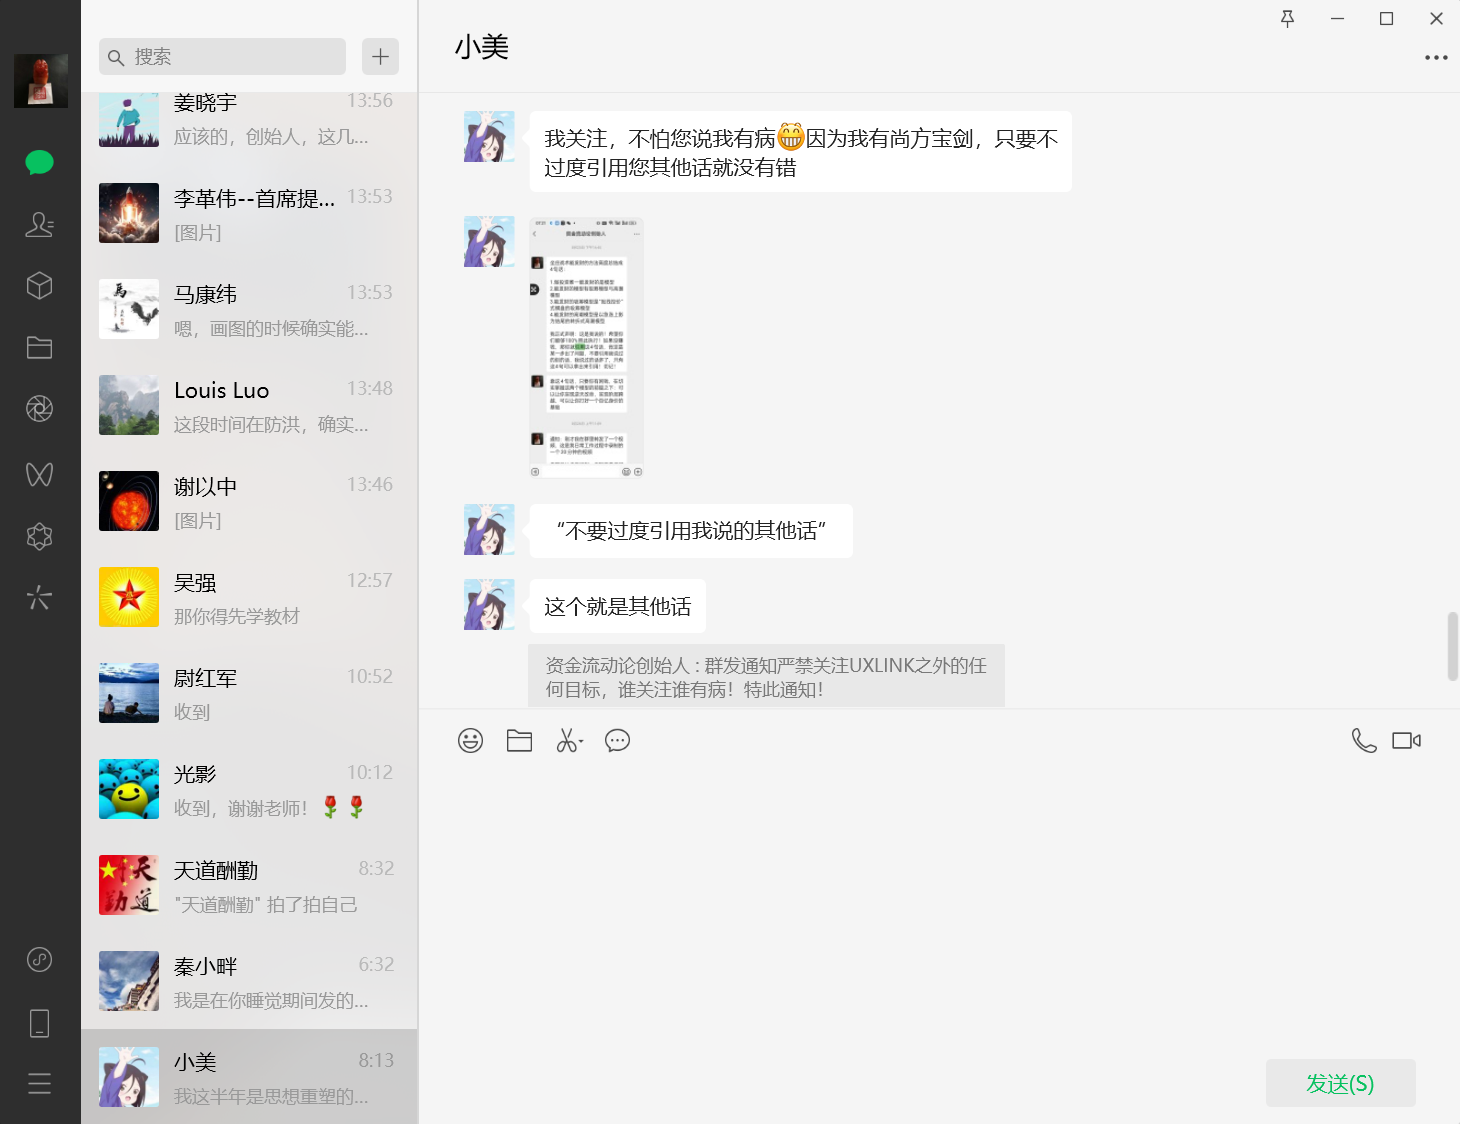 搜索
姜晓宇 13:56
应该的，创始人，这几...
李革伟--首席提... 13:53
[图片]
马康纬 13:53
嗯，画图的时候确实能...
Louis Luo 13:48
这段时间在防洪，确实...
谢以中 13:46
[图片]
吴强 12:57
那你得先学教材
尉红军 10:52
收到
光影 10:12
收到，谢谢老师！
天道酬勤 8:32
"天道酬勤" 拍了拍自己
秦小畔 6:32
我是在你睡觉期间发的...
小美 8:13
我这半年是思想重塑的...
小美
我关注，不怕您说我有病😁因为我有尚方宝剑，只要不
过度引用您其他话就没有错
“不要过度引用我说的其他话”
这个就是其他话
资金流动论创始人 : 群发通知严禁关注UXLINK之外的任
何目标，谁关注谁有病！特此通知！
发送(S)